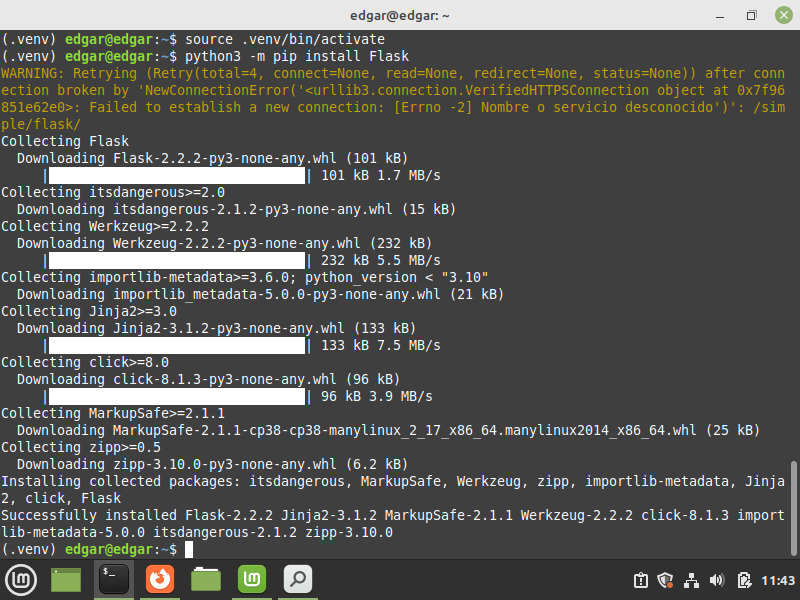 edgar@edgar: ~
(.venv) edgar@edgar:~$ source .venv/bin/activate
(.venv) edgar@edgar:~$ python3 -m pip install Flask
WARNING: Retrying (Retry(total=4, connect=None, read=None, redirect=None, status=None)) after conn
ection broken by 'NewConnectionError('<urllib3.connection.VerifiedHTTPSConnection object at 0x7f96
851e62e0>: Failed to establish a new connection: [Errno -2] Nombre o servicio desconocido')': /sim
ple/flask/
Collecting Flask
  Downloading Flask-2.2.2-py3-none-any.whl (101 kB)
     |                                | 101 kB 1.7 MB/s
Collecting itsdangerous>=2.0
  Downloading itsdangerous-2.1.2-py3-none-any.whl (15 kB)
Collecting Werkzeug>=2.2.2
  Downloading Werkzeug-2.2.2-py3-none-any.whl (232 kB)
     |                                | 232 kB 5.5 MB/s
Collecting importlib-metadata>=3.6.0; python_version < "3.10"
  Downloading importlib_metadata-5.0.0-py3-none-any.whl (21 kB)
Collecting Jinja2>=3.0
  Downloading Jinja2-3.1.2-py3-none-any.whl (133 kB)
     |                                | 133 kB 7.5 MB/s
Collecting click>=8.0
  Downloading click-8.1.3-py3-none-any.whl (96 kB)
     |                                | 96 kB 3.9 MB/s
Collecting MarkupSafe>=2.1.1
  Downloading MarkupSafe-2.1.1-cp38-cp38-manylinux_2_17_x86_64.manylinux2014_x86_64.whl (25 kB)
Collecting zipp>=0.5
  Downloading zipp-3.10.0-py3-none-any.whl (6.2 kB)
Installing collected packages: itsdangerous, MarkupSafe, Werkzeug, zipp, importlib-metadata, Jinja
2, click, Flask
Successfully installed Flask-2.2.2 Jinja2-3.1.2 MarkupSafe-2.1.1 Werkzeug-2.2.2 click-8.1.3 import
lib-metadata-5.0.0 itsdangerous-2.1.2 zipp-3.10.0
(.venv) edgar@edgar:~$
11:43